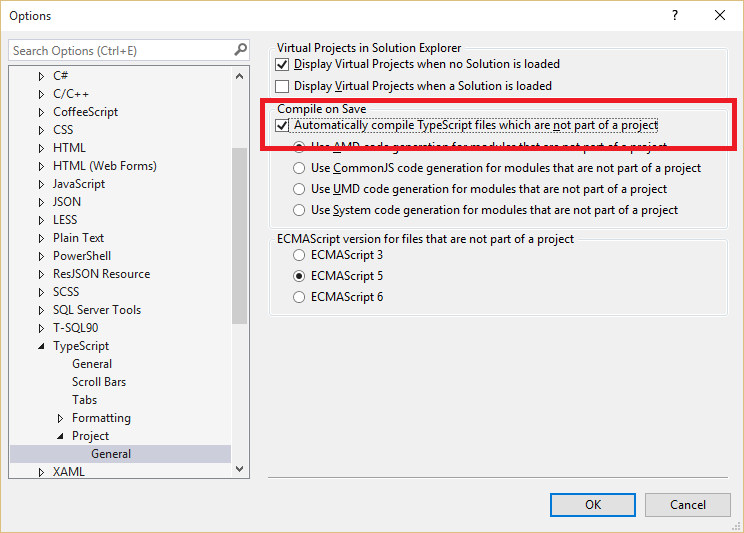 Options
Search Options (Ctrl+E)
C#
C/C++
CoffeeScript
CSS
HTML
HTML (Web Forms)
JavaScript
JSON
LESS
Plain Text
PowerShell
ResJSON Resource
SCSS
SQL Server Tools
T-SQL90
TypeScript
General
Scroll Bars
Tabs
Formatting
Project
General
XAML
Virtual Projects in Solution Explorer
Display Virtual Projects when no Solution is loaded
Display Virtual Projects when a Solution is loaded
Compile on Save
Automatically compile TypeScript files which are not part of a project
Use AMD code generation for modules that are not part of a project
Use CommonJS code generation for modules that are not part of a project
Use UMD code generation for modules that are not part of a project
Use System code generation for modules that are not part of a project
ECMAScript version for files that are not part of a project
ECMAScript 3
ECMAScript 5
ECMAScript 6
OK
Cancel